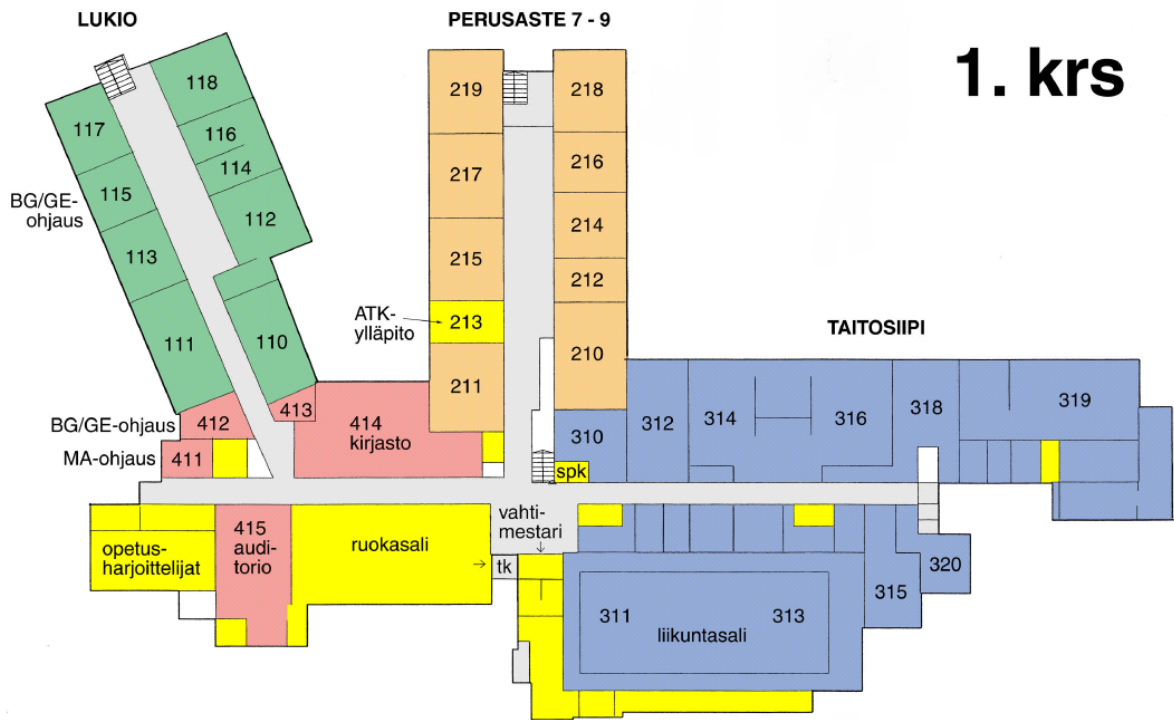 LUKIO
PERUSASTE 7 - 9
1. krs
118
117
116
114
115
BG/GE-
ohjaus
112
113
111
110
219
218
217
216
215
214
212
ATK-
ylläpito
213
211
210
TAITOSIIPI
BG/GE-ohjaus
412
413
414
kirjasto
MA-ohjaus
411
310
spk
312
314
316
318
319
opetus-
harjoittelijat
415
audi-
torio
ruokasali
vahti-
mestari
tk
311
313
liikuntasali
315
320